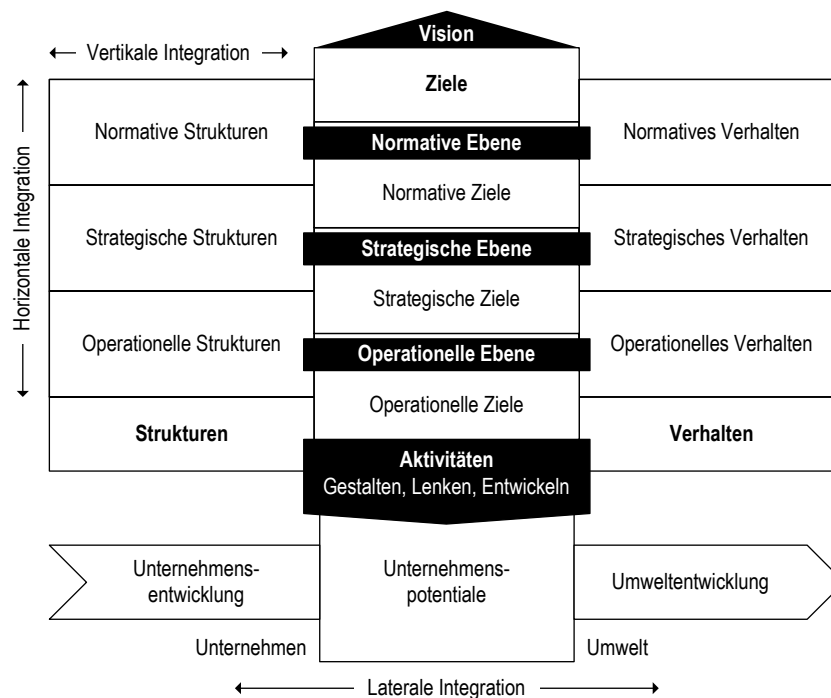 Vision
Vertikale Integration
Ziele
Horizontale Integration
Normative Strukturen
Normative Ebene
Normatives Verhalten
Normative Ziele
Strategische Strukturen
Strategische Ebene
Strategisches Verhalten
Strategische Ziele
Operationelle Strukturen
Operationelle Ebene
Operationelles Verhalten
Operationelle Ziele
Strukturen
Verhalten
Aktivitäten
Gestalten, Lenken, Entwickeln
Unternehmens-
entwicklung
Unternehmens-
potentiale
Umweltentwicklung
Unternehmen
Umwelt
Laterale Integration